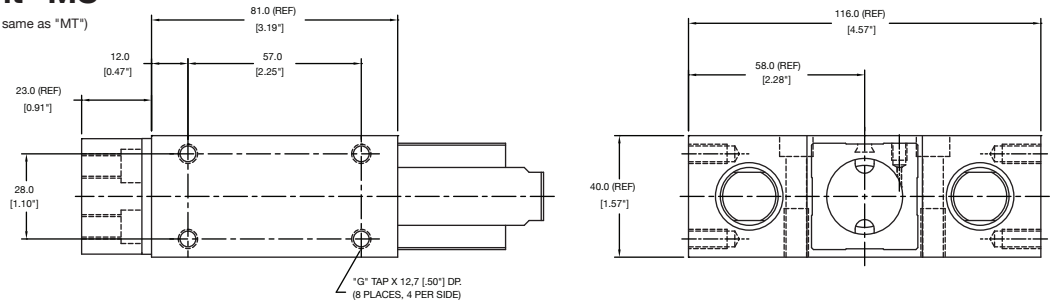 same as "MT")
81.0 (REF)
[3.19"]
12.0
[0.47"]
57.0
[2.25"]
23.0 (REF)
[0.91"]
28.0
[1.10"]
"G" TAP X 12,7 [.50"] DP.
(8 PLACES, 4 PER SIDE)
116.0 (REF)
[4.57"]
58.0 (REF)
[2.28"]
40.0 (REF)
[1.57"]